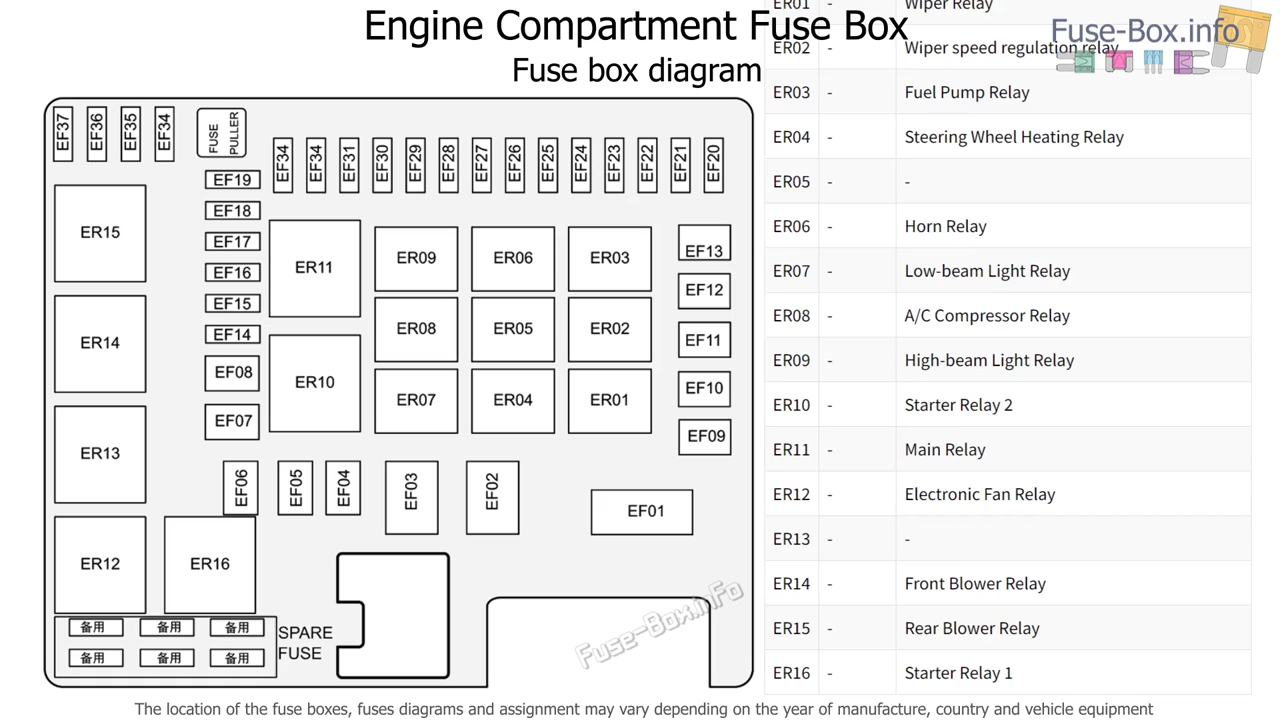 Engine Compartment Fuse Box
Fuse box diagram
Fuse-Box.info
EF37
EF36
EF35
EF34
FUSE
PULLER
EF34
EF34
EF31
EF30
EF29
EF28
EF27
EF26
EF25
EF24
EF23
EF22
EF21
EF20
EF19
EF18
EF17
EF16
EF15
EF14
EF08
EF07
ER15
ER14
ER13
ER12
ER16
ER11
ER10
ER09
ER06
ER03
ER08
ER05
ER02
ER07
ER04
ER01
EF13
EF12
EF11
EF10
EF09
EF06
EF05
EF04
EF03
EF02
EF01
备用 备用 备用
备用 备用 备用
SPARE
FUSE
Fuse-Box.inFo
ER01 - Wiper Relay
ER02 - Wiper speed regulation relay
ER03 - Fuel Pump Relay
ER04 - Steering Wheel Heating Relay
ER05 - -
ER06 - Horn Relay
ER07 - Low-beam Light Relay
ER08 - A/C Compressor Relay
ER09 - High-beam Light Relay
ER10 - Starter Relay 2
ER11 - Main Relay
ER12 - Electronic Fan Relay
ER13 - -
ER14 - Front Blower Relay
ER15 - Rear Blower Relay
ER16 - Starter Relay 1
The location of the fuse boxes, fuses diagrams and assignment may vary depending on the year of manufacture, country and vehicle equipment